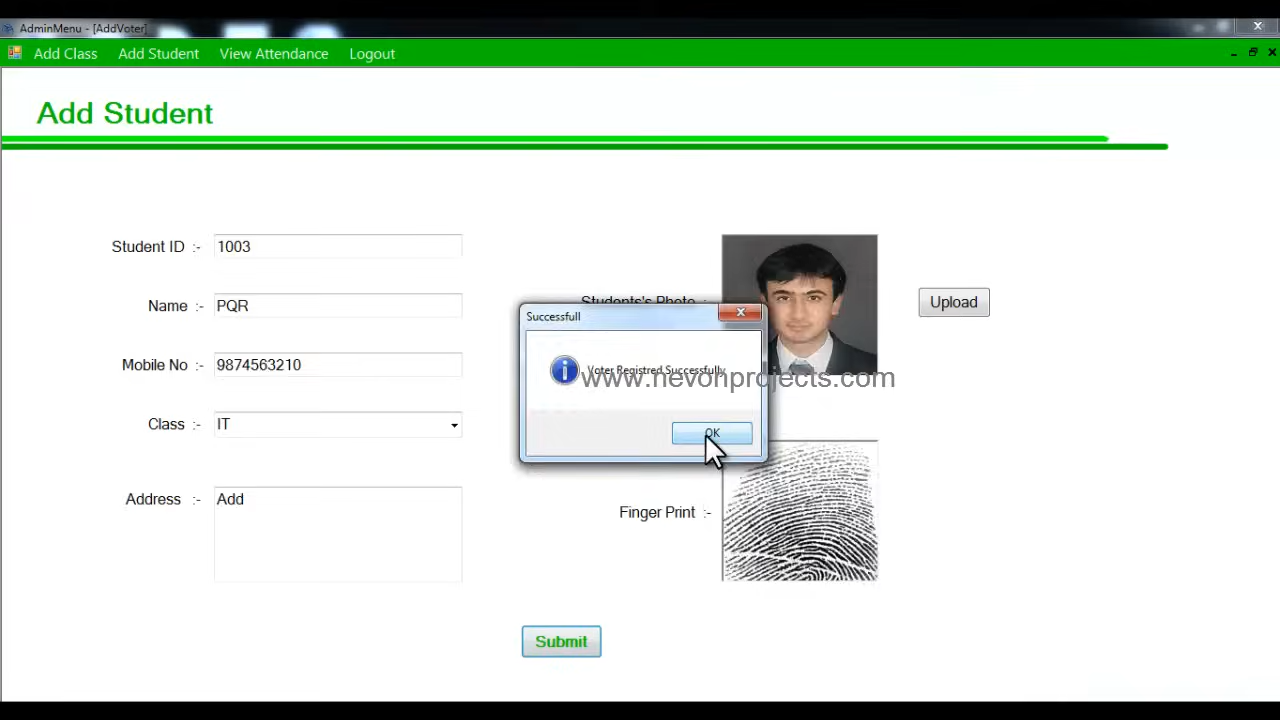 AdminMenu - [AddVoter]
Add Class Add Student View Attendance Logout
Add Student
Student ID :- 1003
Name :- PQR
Mobile No :- 9874563210
Class :- IT
Address :- Add
Students's Photo :-
Upload
Successfull
Voter Registred Successfully
www.nevonprojects.com
OK
Finger Print :-
Submit